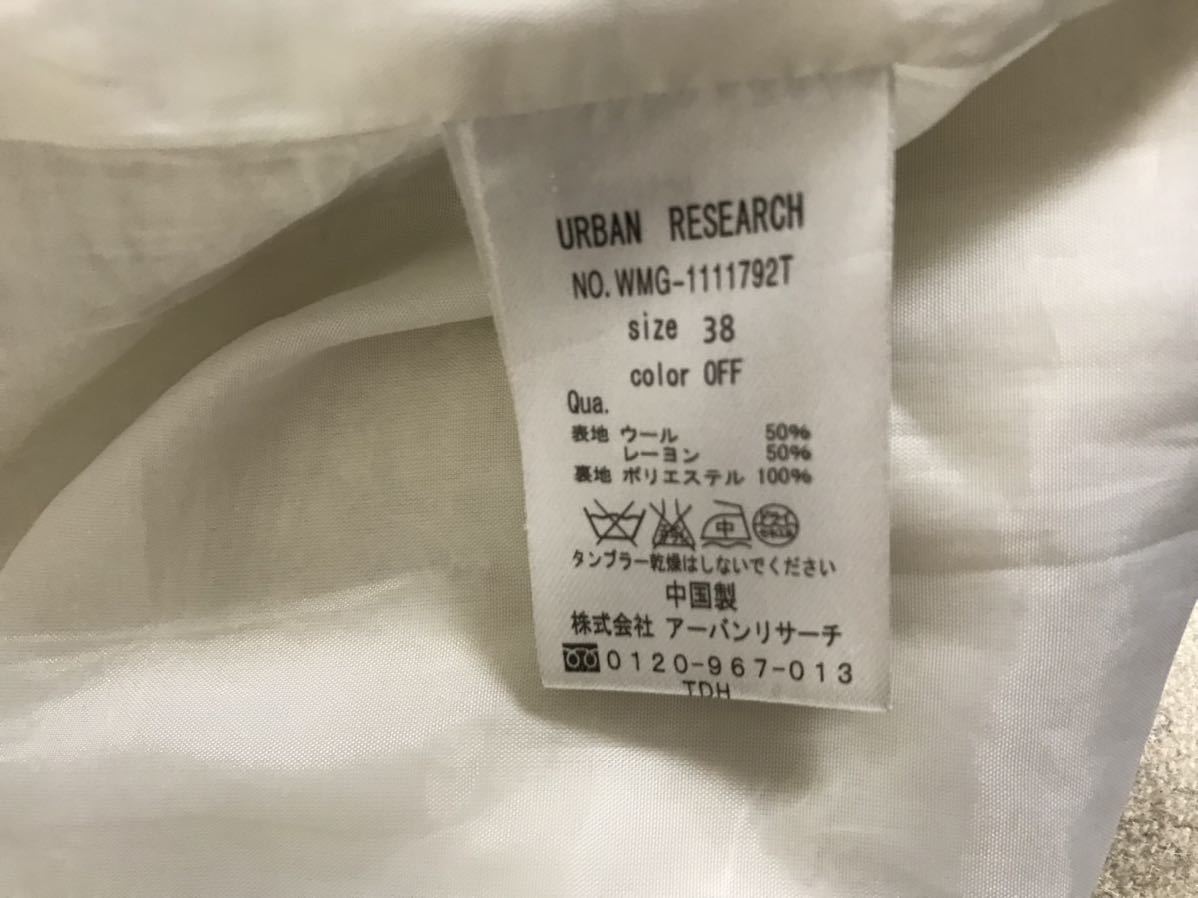 URBAN RESEARCH
NO.WMG-1111792T
size 38
color OFF
Qua.
表地 ウール 50%
レーヨン 50%
裏地 ポリエステル 100%
中
タンブラー乾燥はしないでください
中国製
株式会社 アーバンリサーチ
0120-967-013
TDH